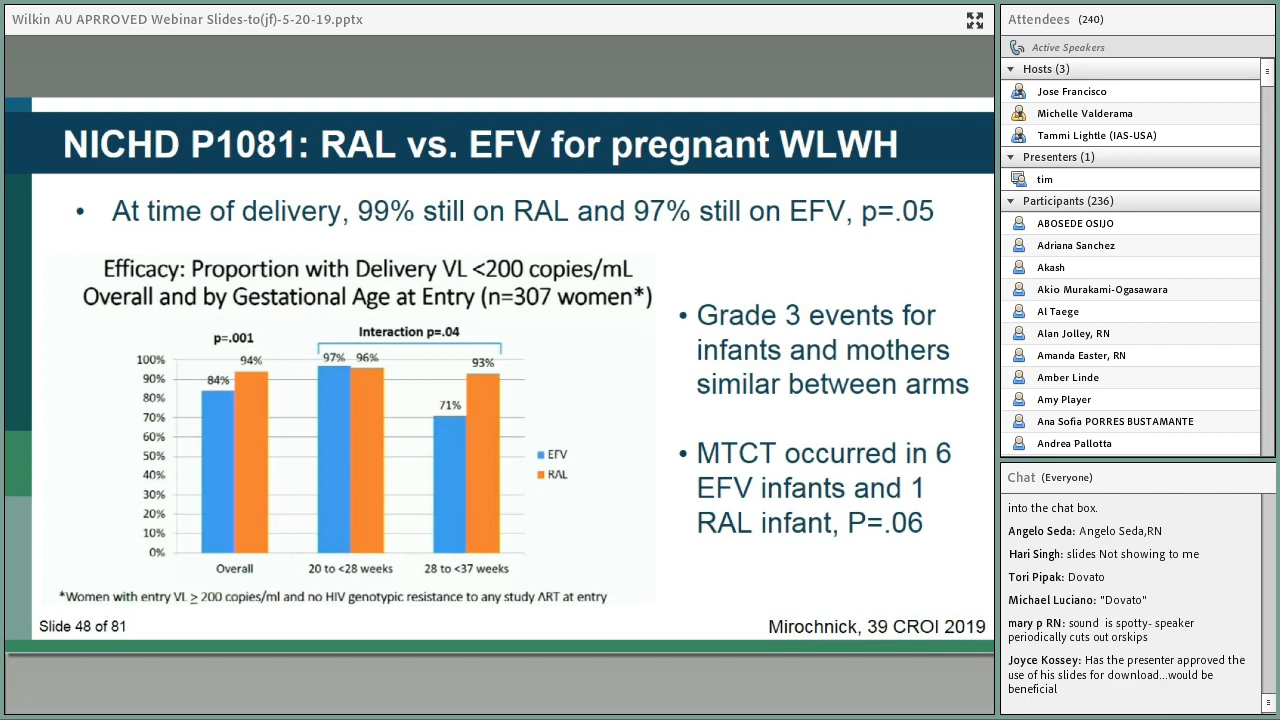 Wilkin AU APRROVED Webinar Slides-to(jf)-5-20-19.pptx
NICHD P1081: RAL vs. EFV for pregnant WLWH
• At time of delivery, 99% still on RAL and 97% still on EFV, p=.05
Efficacy: Proportion with Delivery VL <200 copies/mL
Overall and by Gestational Age at Entry (n=307 women*)
p=.001
Interaction p=.04
100%
90%
80%
70%
60%
50%
40%
30%
20%
10%
0%
84%
94%
97%
96%
71%
93%
EFV
RAL
Overall
20 to <28 weeks
28 to <37 weeks
*Women with entry VL ≥ 200 copies/ml and no HIV genotypic resistance to any study ART at entry
• Grade 3 events for
infants and mothers
similar between arms
• MTCT occurred in 6
EFV infants and 1
RAL infant, P=.06
Slide 48 of 81
Mirochnick, 39 CROI 2019
Attendees (240)
Active Speakers
Hosts (3)
Jose Francisco
Michelle Valderama
Tammi Lightle (IAS-USA)
Presenters (1)
tim
Participants (236)
ABOSEDE OSIJO
Adriana Sanchez
Akash
Akio Murakami-Ogasawara
Al Taege
Alan Jolley, RN
Amanda Easter, RN
Amber Linde
Amy Player
Ana Sofia PORRES BUSTAMANTE
Andrea Pallotta
Chat (Everyone)
into the chat box.
Angelo Seda: Angelo Seda,RN
Hari Singh: slides Not showing to me
Tori Pipak: Dovato
Michael Luciano: "Dovato"
mary p RN: sound is spotty- speaker
periodically cuts out orskips
Joyce Kossey: Has the presenter approved the
use of his slides for download...would be
beneficial